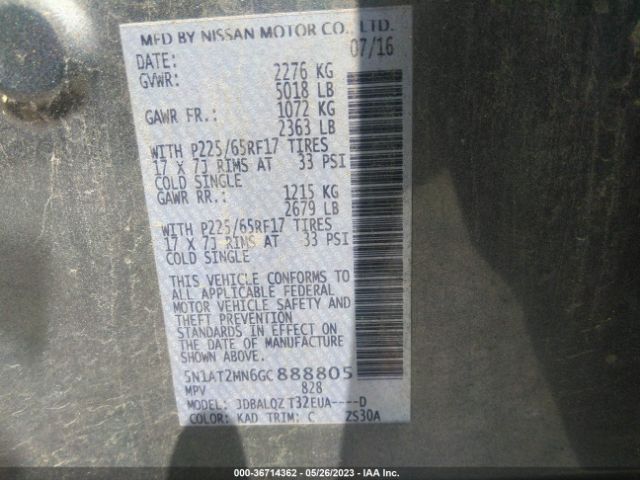 MFD BY NISSAN MOTOR CO., LTD.
DATE: 07/16
GVWR: 2276 KG
5018 LB
GAWR FR.: 1072 KG
2363 LB
WITH P225/65RF17 TIRES
17 X 7J RIMS AT 33 PSI
COLD SINGLE
GAWR RR.: 1215 KG
2679 LB
WITH P225/65RF17 TIRES
17 X 7J RIMS AT 33 PSI
COLD SINGLE
THIS VEHICLE CONFORMS TO
ALL APPLICABLE FEDERAL
MOTOR VEHICLE SAFETY AND
THEFT PREVENTION
STANDARDS IN EFFECT ON
THE DATE OF MANUFACTURE
SHOWN ABOVE.
5N1AT2MN6GC888805
MPV 828
MODEL: 3DBALQZ T32EUA----D
COLOR: KAD TRIM: C ZS30A
000-36714362 - 05/26/2023 - IAA Inc.